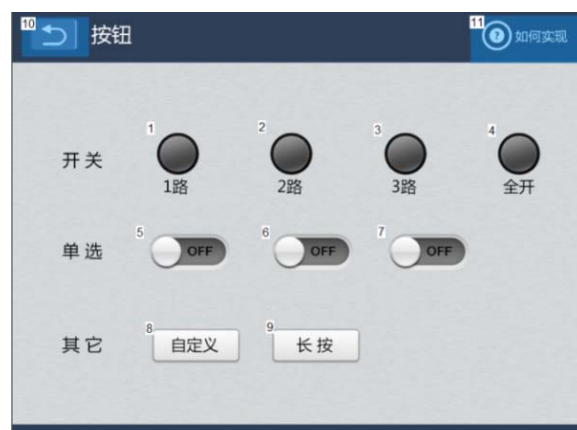 10 按钮 11 ? 如何实现
开关 1 2 3 4
1路 2路 3路 全开
单选 5 OFF 6 OFF 7 OFF
其它 8 自定义 9 长按